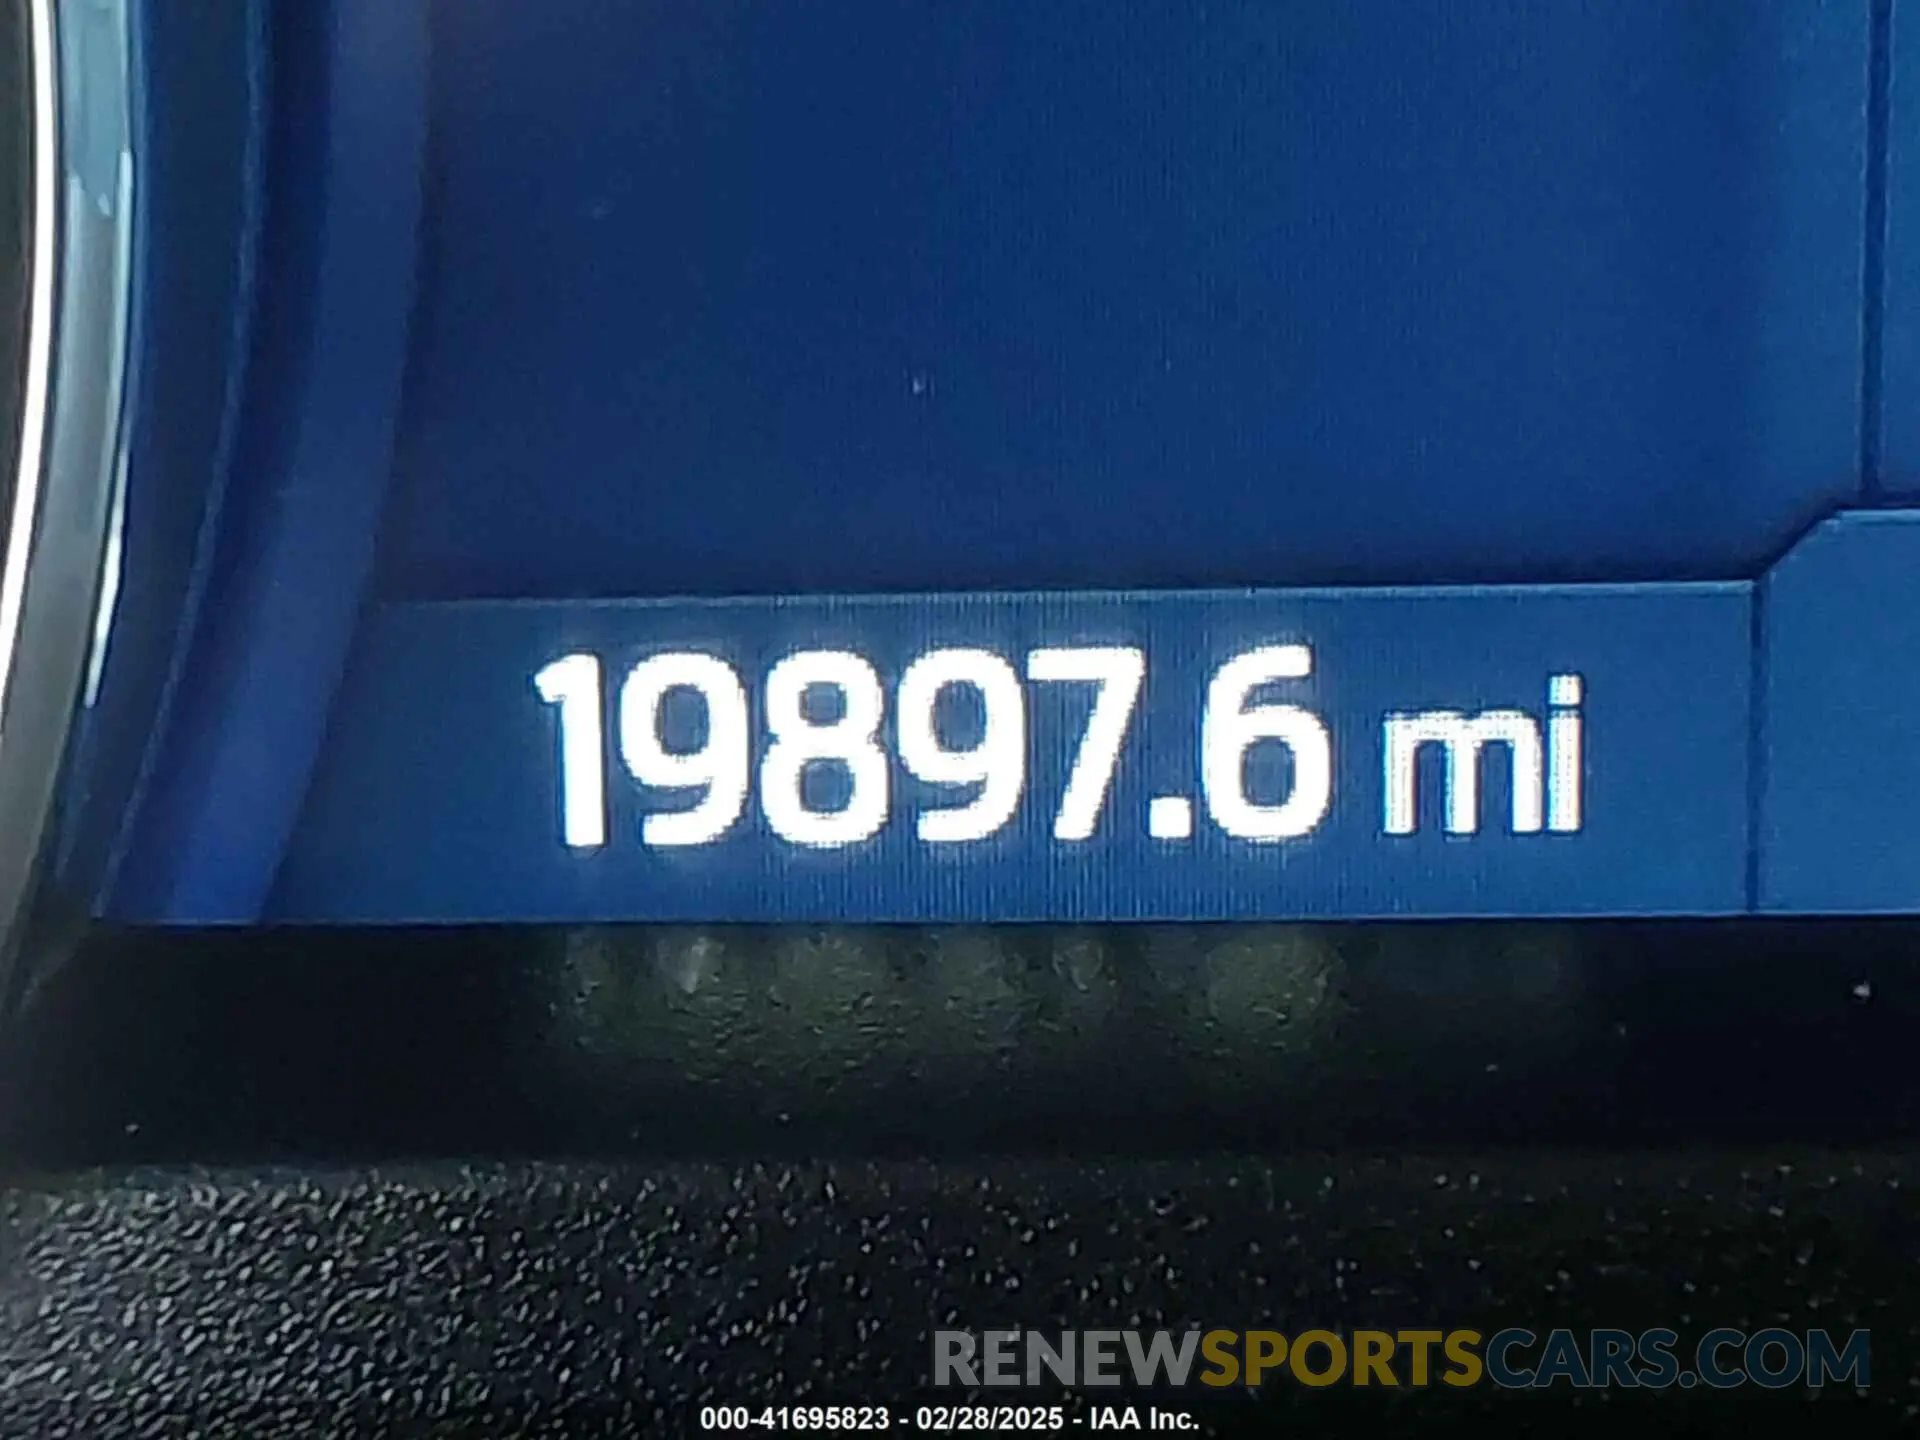 19897.6 mi
RENEWSPORTSCARS.COM
000-41695823 - 02/28/2025 - IAA Inc.